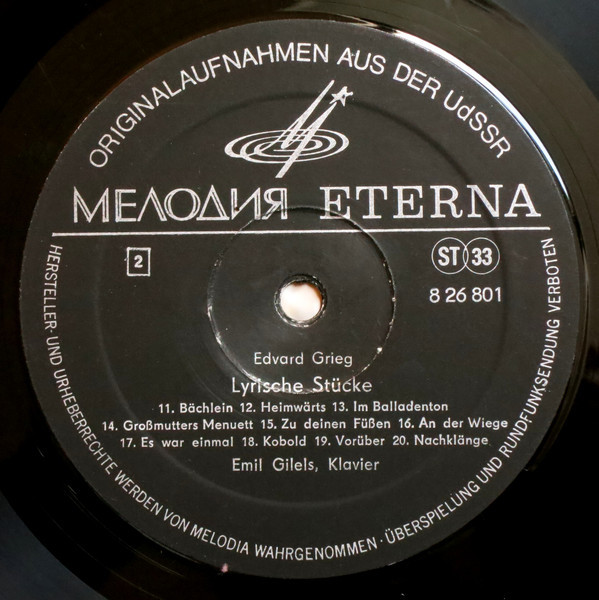 ORIGINALAUFNAHMEN AUS DER UdSSR
МЕЛОДИЯ ETERNA
2
ST 33
8 26 801
Edvard Grieg
Lyrische Stücke
11. Bächlein 12. Heimwärts 13. Im Balladenton
14. Großmutters Menuett 15. Zu deinen Füßen 16. An der Wiege
17. Es war einmal 18. Kobold 19. Vorüber 20. Nachklänge
Emil Gilels, Klavier
HERSTELLER- UND URHEBERRECHTE WERDEN VON MELODIA WAHRGENOMMEN · ÜBERSPIELUNG UND RUNDFUNKSENDUNG VERBOTEN